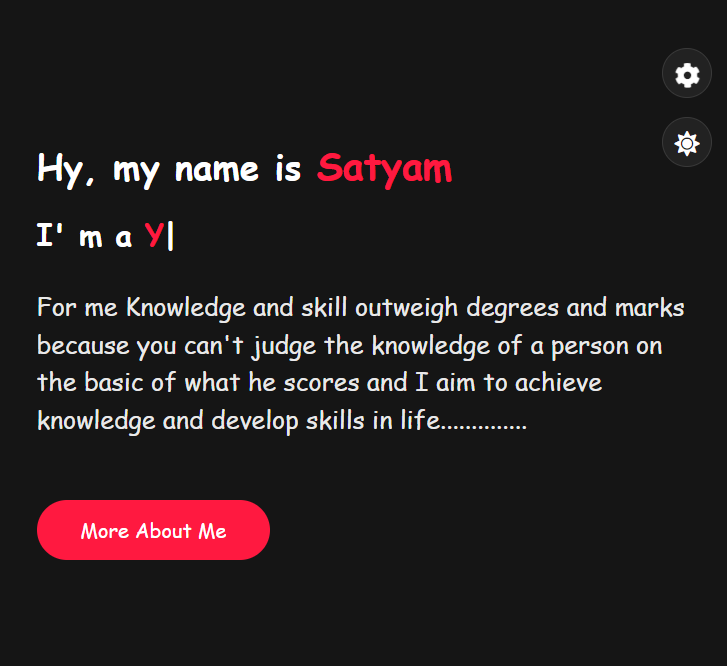 Hy, my name is Satyam
I' m a Y|
For me Knowledge and skill outweigh degrees and marks
because you can't judge the knowledge of a person on
the basic of what he scores and I aim to achieve
knowledge and develop skills in life..............
More About Me